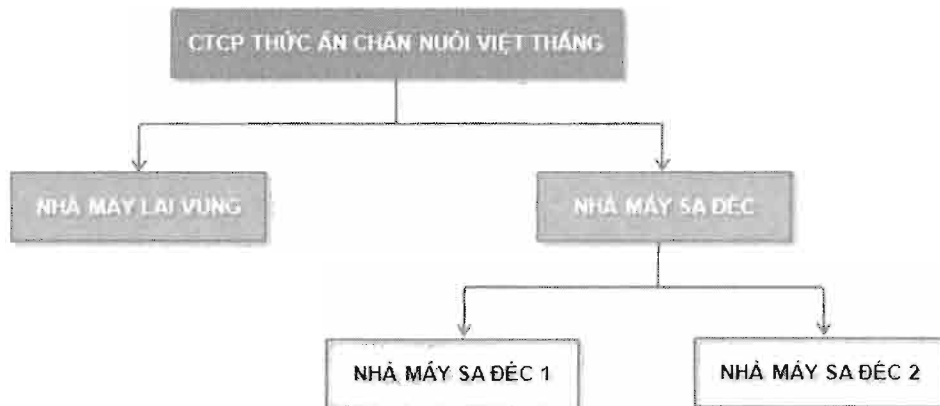 CTCP THỨC ĂN CHĂN NUÔI VIỆT THẮNG
NHÀ MÁY LAI VUNG
NHÀ MÁY SA ĐÉC
NHÀ MÁY SA ĐÉC 1
NHÀ MÁY SA ĐÉC 2